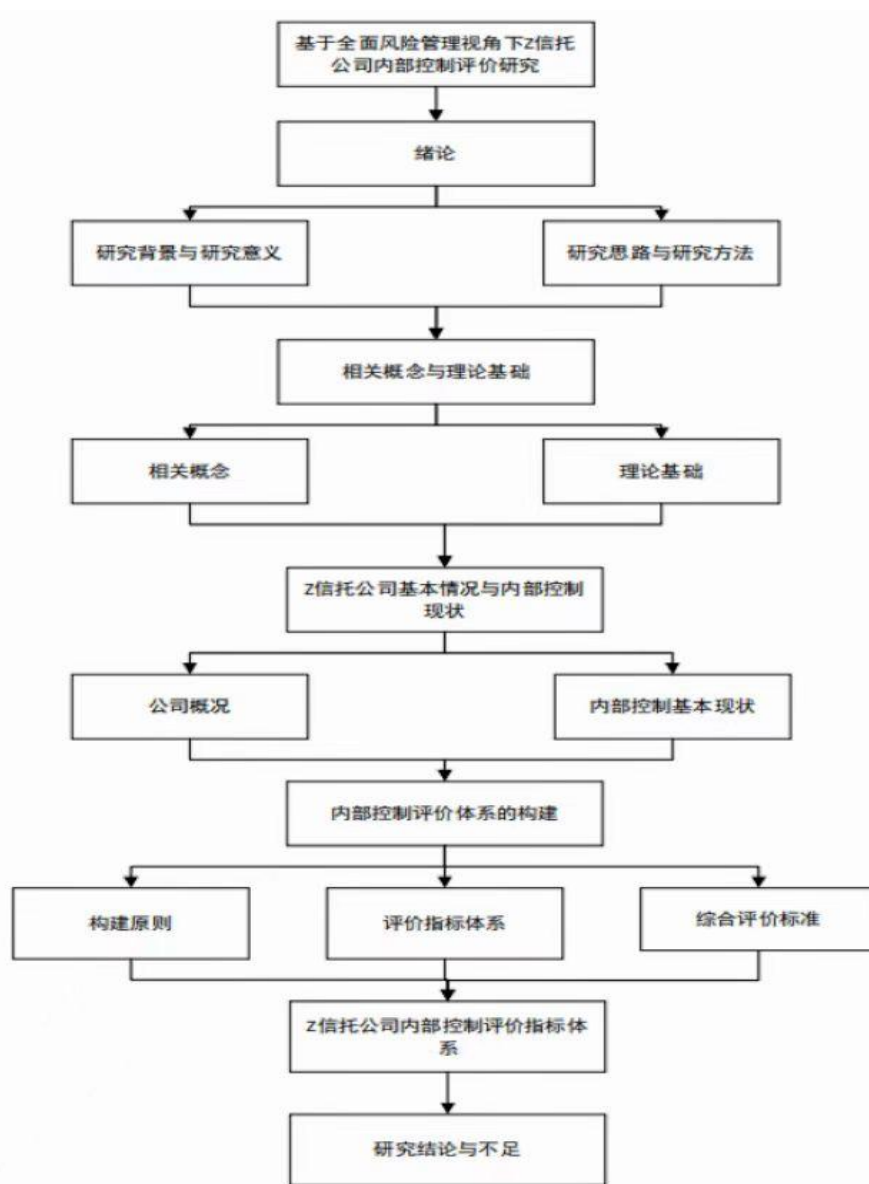 基于全面风险管理视角下Z信托
公司内部控制评价研究
绪论
研究背景与研究意义
研究思路与研究方法
相关概念与理论基础
相关概念
理论基础
Z信托公司基本情况与内部控制
现状
公司概况
内部控制基本现状
内部控制评价体系的构建
构建原则
评价指标体系
综合评价标准
Z信托公司内部控制评价指标体
系
研究结论与不足